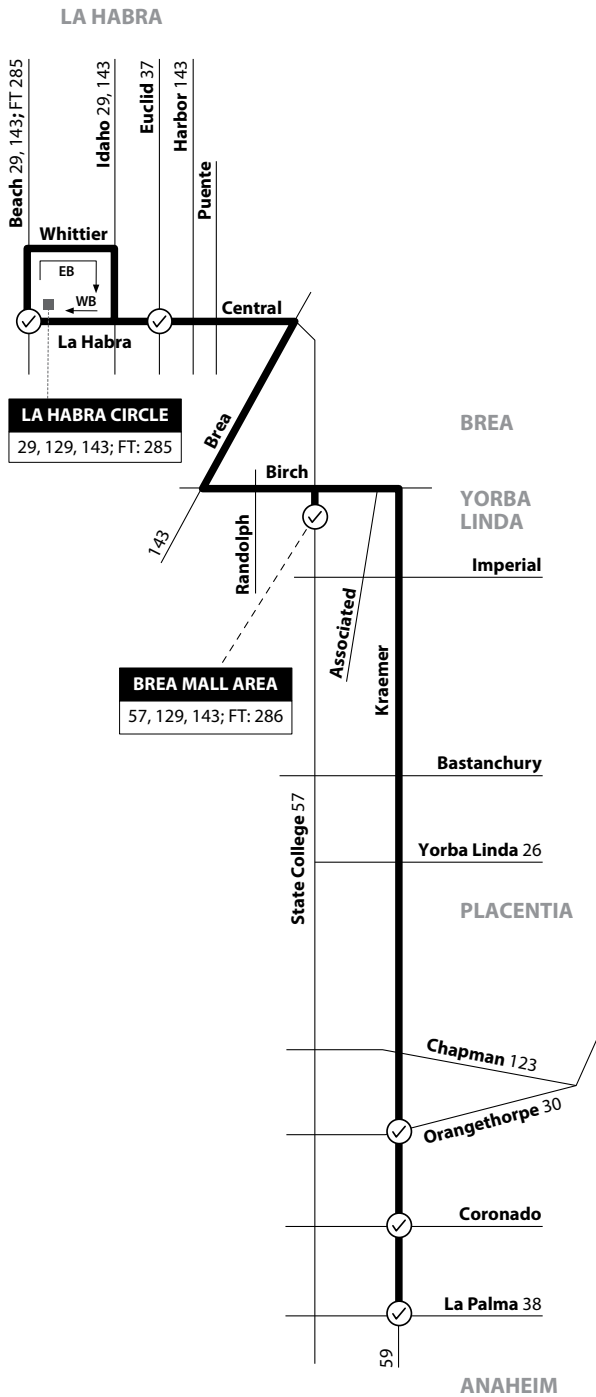 LA HABRA
Beach 29, 143; FT 285
Idaho 29, 143
Euclid 37
Harbor 143
Puente
Whittier
EB
WB
Central
La Habra
LA HABRA CIRCLE
29, 129, 143; FT: 285
Brea
BREA
Birch
YORBA
LINDA
143
Randolph
Imperial
Associated
Kraemer
BREA MALL AREA
57, 129, 143; FT: 286
Bastanchury
State College 57
Yorba Linda 26
PLACENTIA
Chapman 123
Orangethorpe 30
Coronado
La Palma 38
59
ANAHEIM